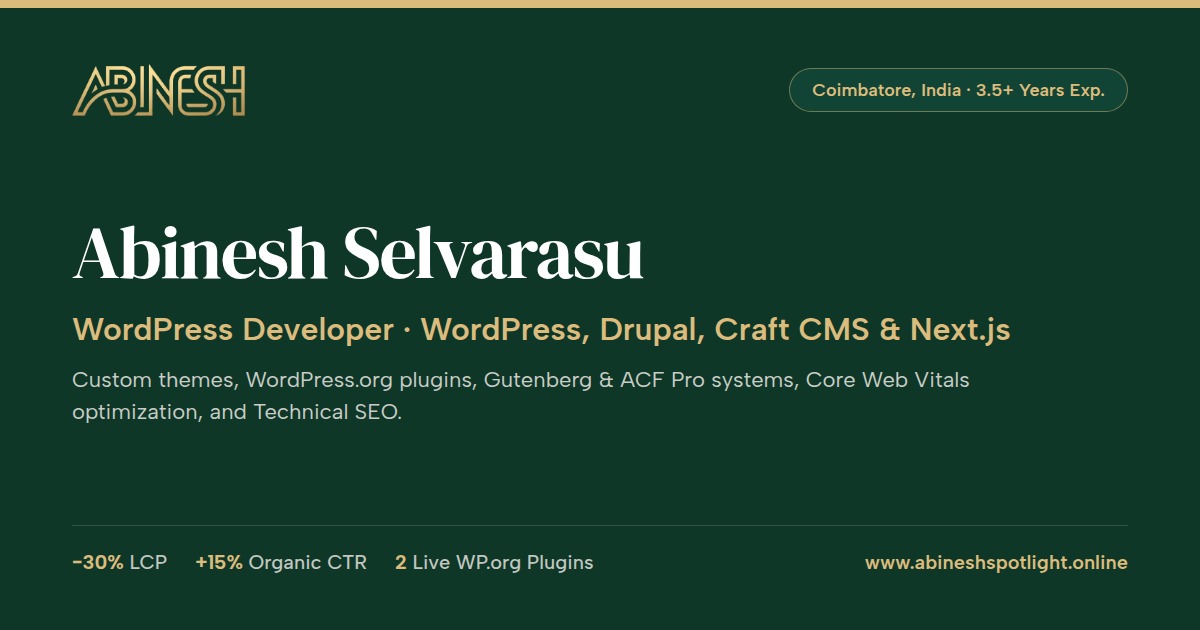 ABINESH
Coimbatore, India · 3.5+ Years Exp.
Abinesh Selvarasu
WordPress Developer · WordPress, Drupal, Craft CMS & Next.js
Custom themes, WordPress.org plugins, Gutenberg & ACF Pro systems, Core Web Vitals
optimization, and Technical SEO.
−30% LCP +15% Organic CTR 2 Live WP.org Plugins
www.abineshspotlight.online